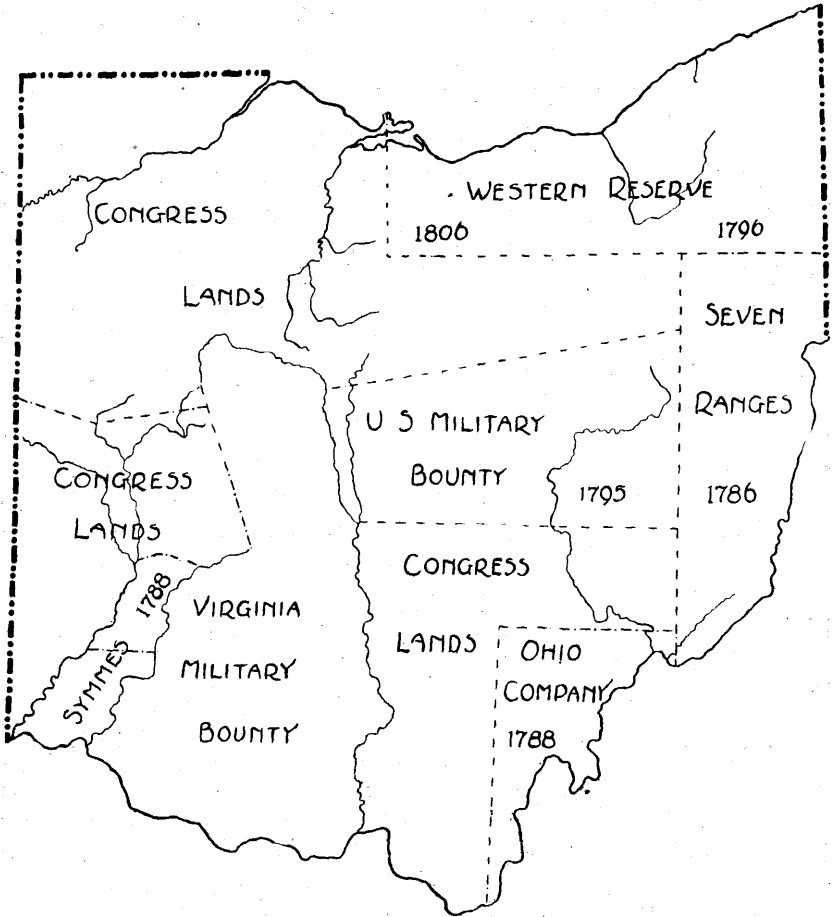 WESTERN RESERVE
1806 1796
CONGRESS
LANDS
SEVEN
RANGES
1786
U S MILITARY
BOUNTY
1795
CONGRESS
LANDS
1788
SYMMES
VIRGINIA
MILITARY
BOUNTY
CONGRESS
LANDS
OHIO
COMPANY
1788